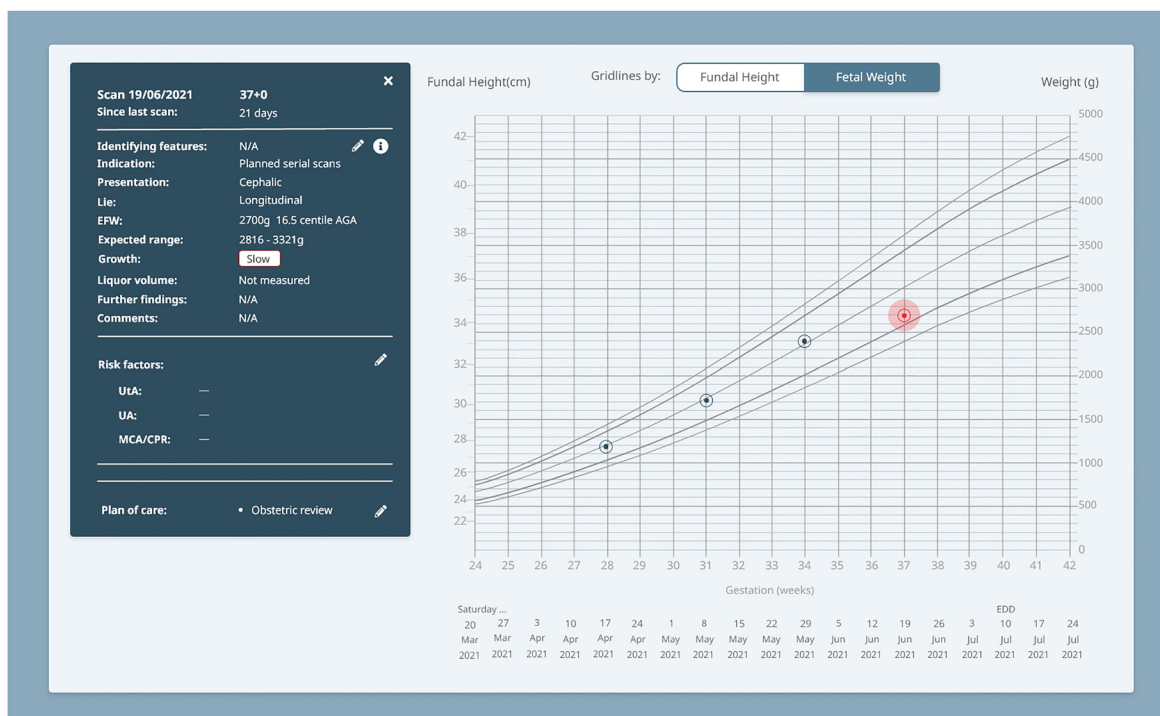 Scan 19/06/2021 37+0
Since last scan: 21 days
Identifying features: N/A
Indication: Planned serial scans
Presentation: Cephalic
Lie: Longitudinal
EFW: 2700g 16.5 centile AGA
Expected range: 2816 - 3321g
Growth: Slow
Liquor volume: Not measured
Further findings: N/A
Comments: N/A
Risk factors:
UtA: —
UA: —
MCA/CPR: —
Plan of care: • Obstetric review
Fundal Height(cm)
Gridlines by: Fundal Height Fetal Weight
Weight (g)
42
40
38
36
34
32
30
28
26
24
22
5000
4500
4000
3500
3000
2500
2000
1500
1000
500
0
24 25 26 27 28 29 30 31 32 33 34 35 36 37 38 39 40 41 42
Gestation (weeks)
Saturday ... EDD
20 27 3 10 17 24 1 8 15 22 29 5 12 19 26 3 10 17 24
Mar Mar Apr Apr Apr Apr May May May May May Jun Jun Jun Jun Jul Jul Jul Jul
2021 2021 2021 2021 2021 2021 2021 2021 2021 2021 2021 2021 2021 2021 2021 2021 2021 2021 2021